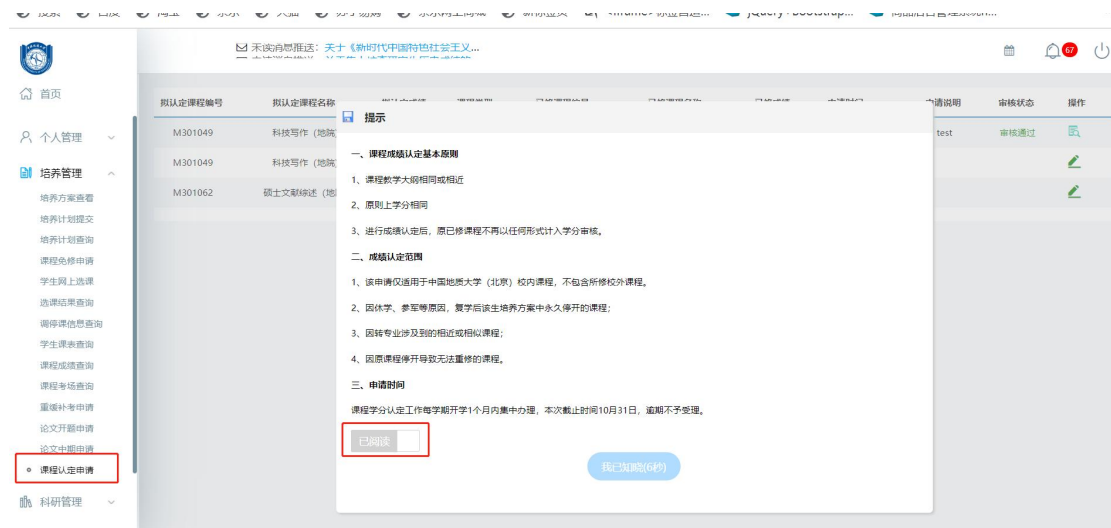 未读消息推送：关于《新时代中国特色社会主义...
67
首页
个人管理
培养管理
培养方案查看
培养计划提交
培养计划查询
课程免修申请
学生网上选课
选课结果查询
调停课信息查询
学生课表查询
课程成绩查询
课程考场查询
重缓补考申请
论文开题申请
论文中期申请
课程认定申请
科研管理
拟认定课程编号 拟认定课程名称 申请说明 审核状态 操作
M301049 科技写作（地院 test 审核通过
M301049 科技写作（地院
M301062 硕士文献综述（地
提示
一、课程成绩认定基本原则
1、课程教学大纲相同或相近
2、原则上学分相同
3、进行成绩认定后，原已修课程不再以任何形式计入学分审核。
二、成绩认定范围
1、该申请仅适用于中国地质大学（北京）校内课程，不包含所修校外课程。
2、因休学、参军等原因，复学后该生培养方案中永久停开的课程；
3、因转专业涉及到的相近或相似课程；
4、因原课程停开导致无法重修的课程。
三、申请时间
课程学分认定工作每学期开学1个月内集中办理，本次截止时间10月31日，逾期不予受理。
已阅读
我已知晓(6秒)